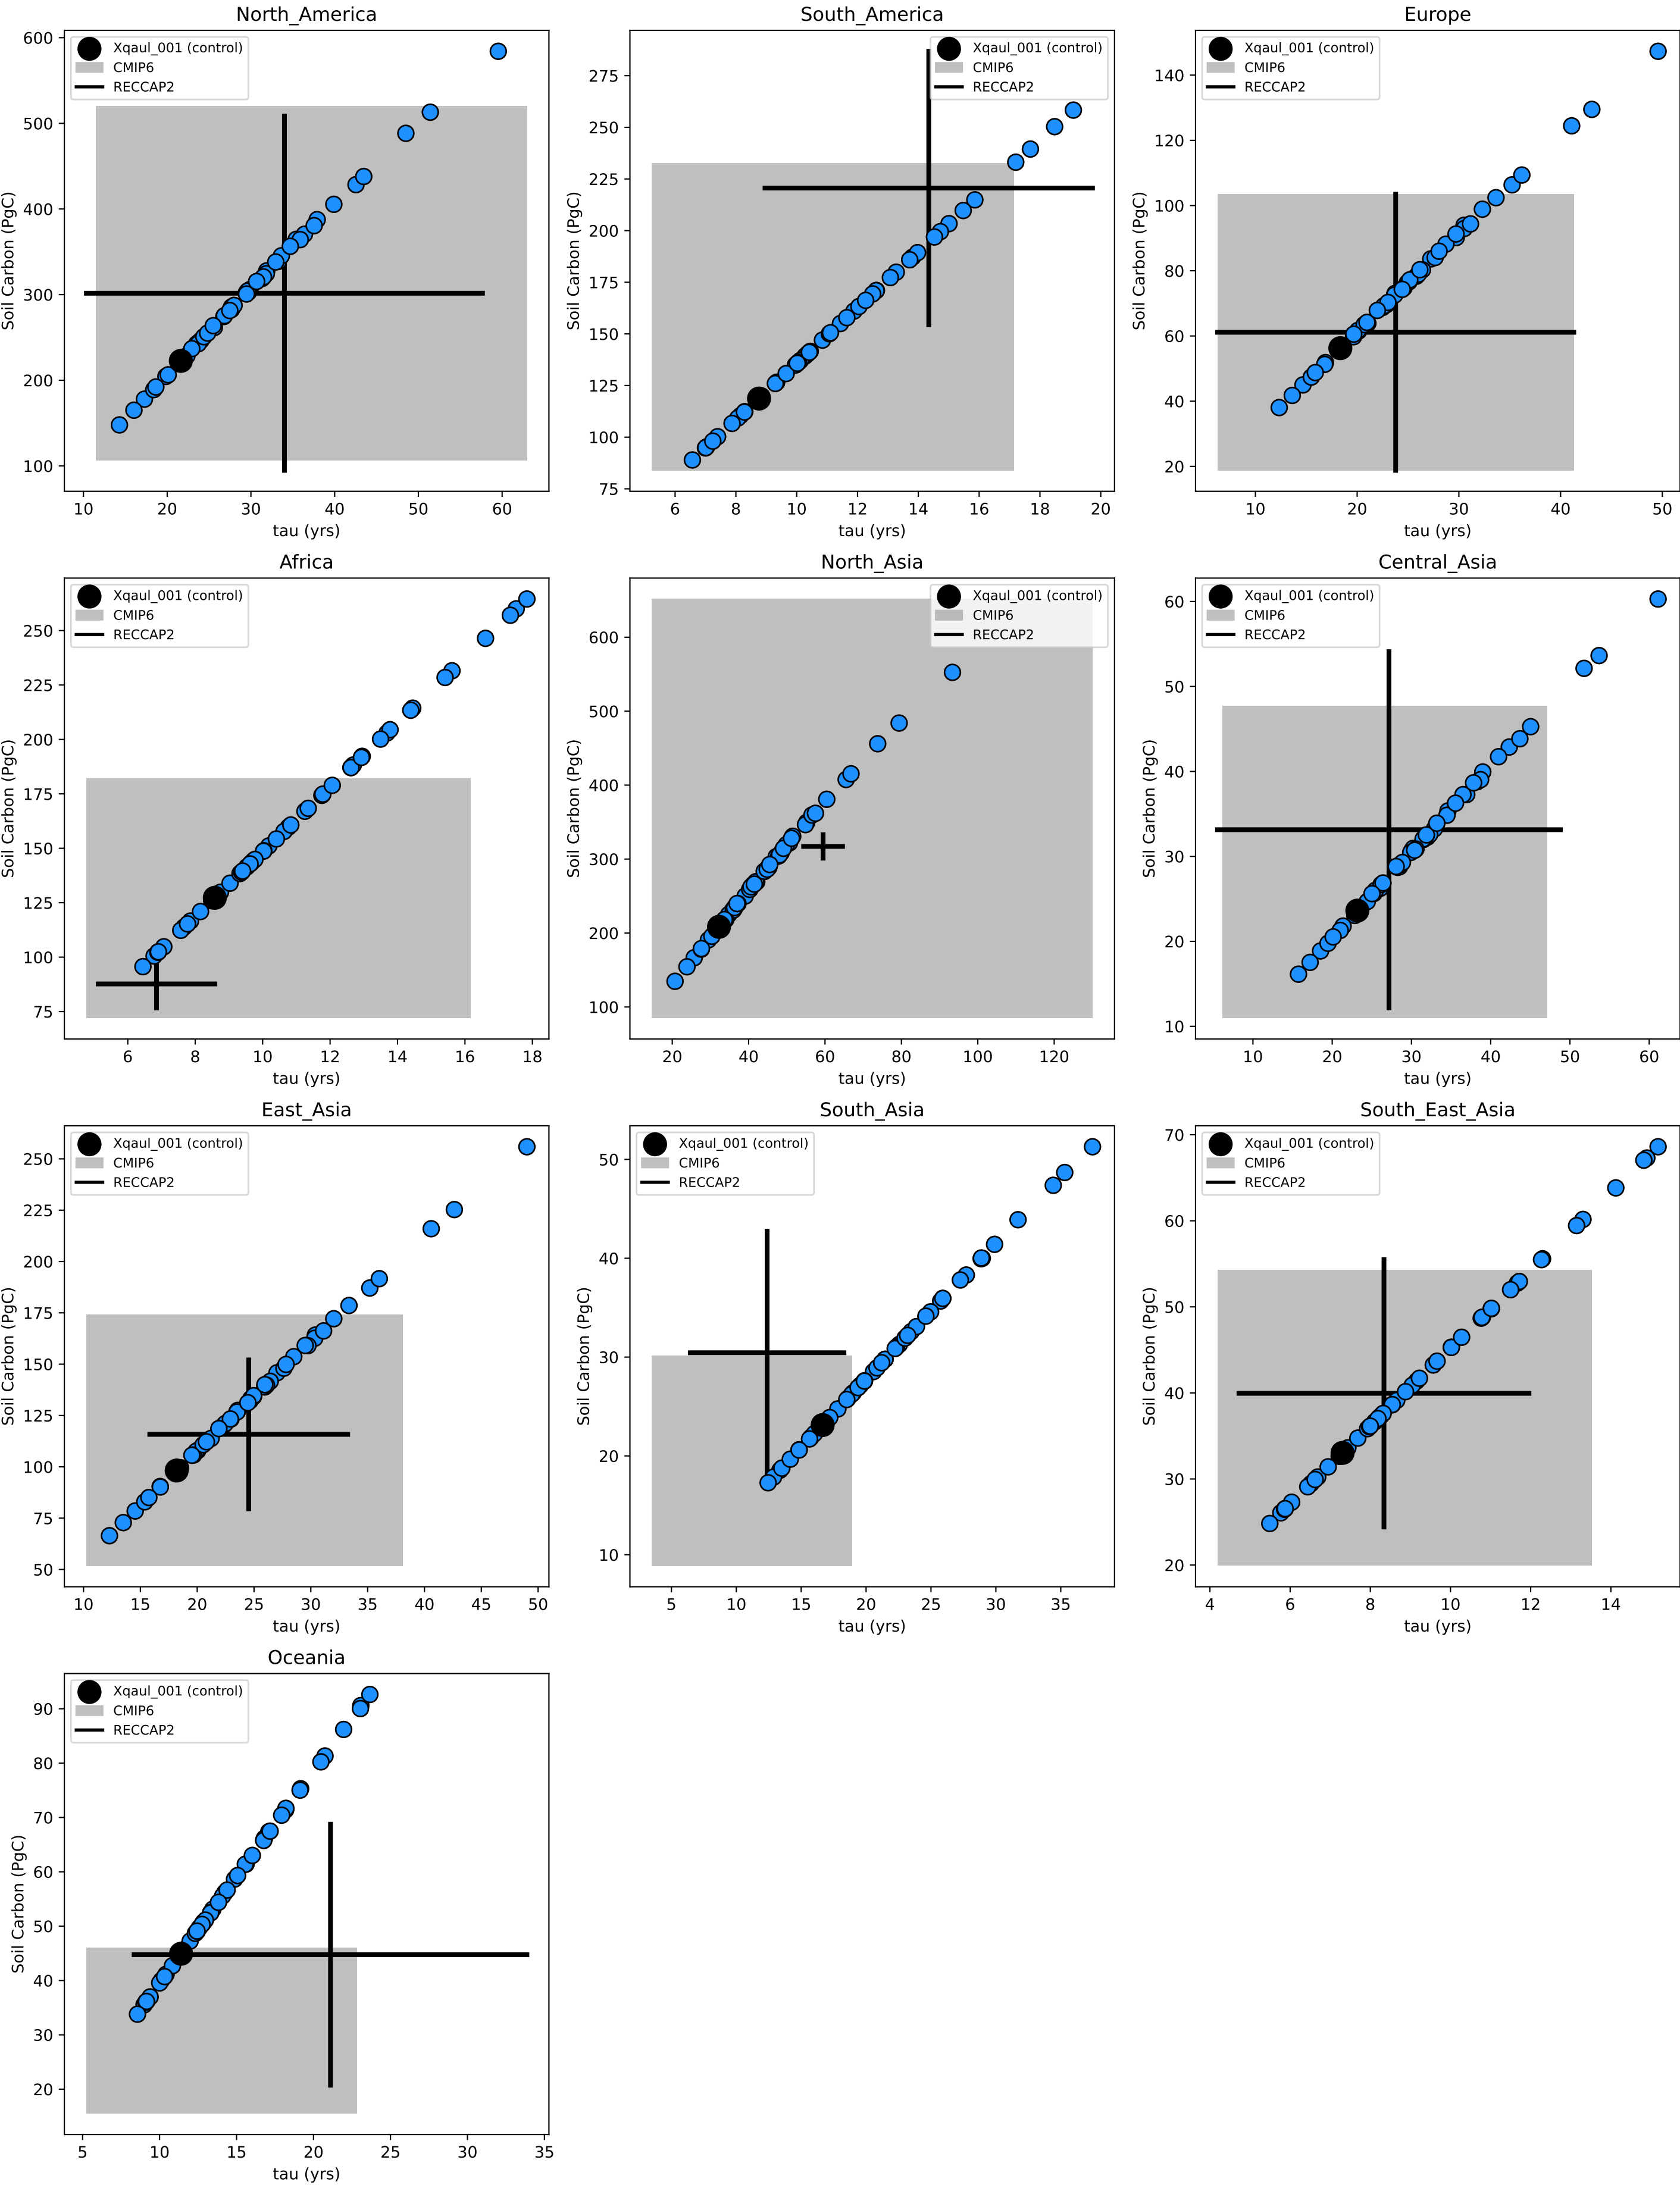 North_America
600
500
400
300
200
100
Soil Carbon (PgC)
Xqaul_001 (control)
CMIP6
RECCAP2
10 20 30 40 50 60
tau (yrs)
South_America
275
250
225
200
175
150
125
100
75
Soil Carbon (PgC)
Xqaul_001 (control)
CMIP6
RECCAP2
6 8 10 12 14 16 18 20
tau (yrs)
Europe
140
120
100
80
60
40
20
Soil Carbon (PgC)
Xqaul_001 (control)
CMIP6
RECCAP2
10 20 30 40 50
tau (yrs)
Africa
250
225
200
175
150
125
100
75
Soil Carbon (PgC)
Xqaul_001 (control)
CMIP6
RECCAP2
6 8 10 12 14 16 18
tau (yrs)
North_Asia
600
500
400
300
200
100
Soil Carbon (PgC)
Xqaul_001 (control)
CMIP6
RECCAP2
20 40 60 80 100 120
tau (yrs)
Central_Asia
60
50
40
30
20
10
Soil Carbon (PgC)
Xqaul_001 (control)
CMIP6
RECCAP2
10 20 30 40 50 60
tau (yrs)
East_Asia
250
225
200
175
150
125
100
75
50
Soil Carbon (PgC)
Xqaul_001 (control)
CMIP6
RECCAP2
10 15 20 25 30 35 40 45 50
tau (yrs)
South_Asia
50
40
30
20
10
Soil Carbon (PgC)
Xqaul_001 (control)
CMIP6
RECCAP2
5 10 15 20 25 30 35
tau (yrs)
South_East_Asia
70
60
50
40
30
20
Soil Carbon (PgC)
Xqaul_001 (control)
CMIP6
RECCAP2
4 6 8 10 12 14
tau (yrs)
Oceania
90
80
70
60
50
40
30
20
Soil Carbon (PgC)
Xqaul_001 (control)
CMIP6
RECCAP2
5 10 15 20 25 30 35
tau (yrs)